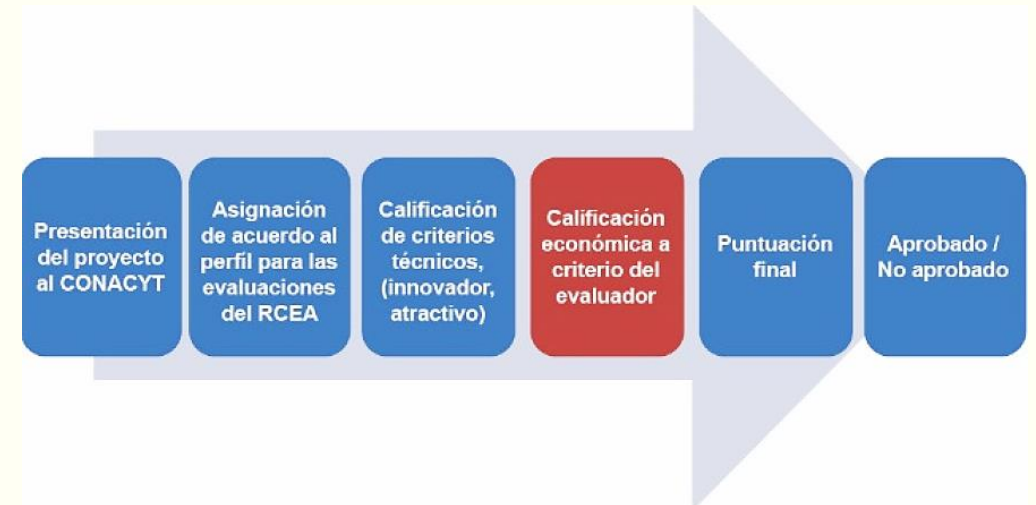 Presentación
del proyecto
al CONACYT
Asignación
de acuerdo al
perfil para las
evaluaciones
del RCEA
Calificación
de criterios
técnicos,
(innovador,
atractivo)
Calificación
económica a
criterio del
evaluador
Puntuación
final
Aprobado /
No aprobado